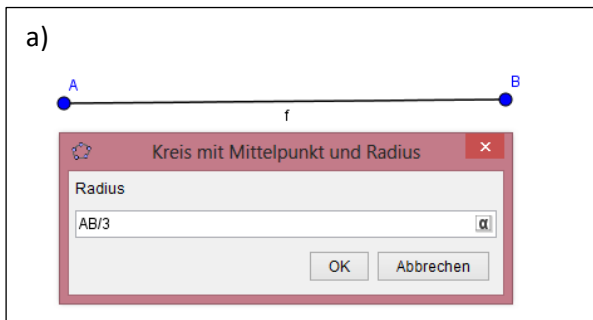 a)
A
B
f
Kreis mit Mittelpunkt und Radius
×
Radius
AB/3
α
OK Abbrechen